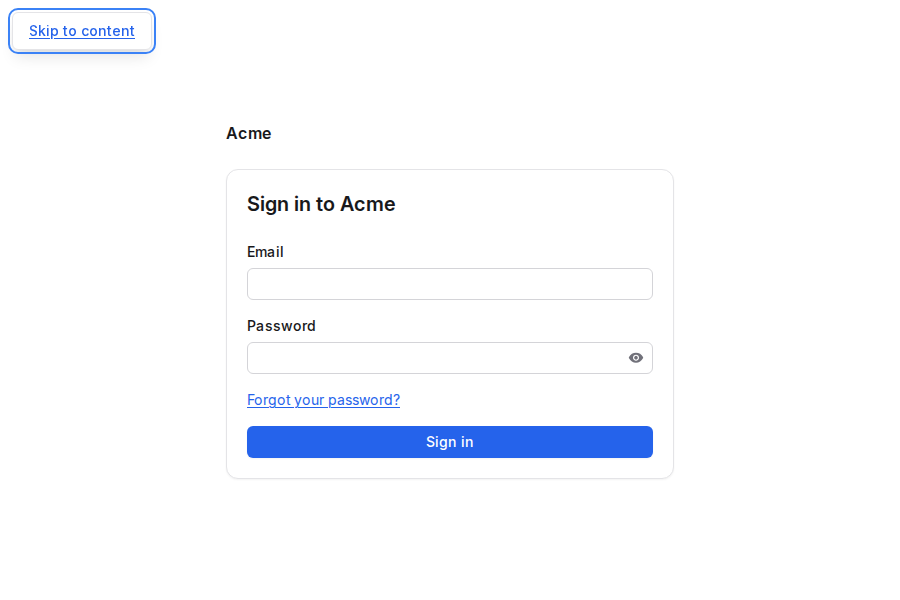 Skip to content
Acme
Sign in to Acme
Email
Password
Forgot your password?
Sign in